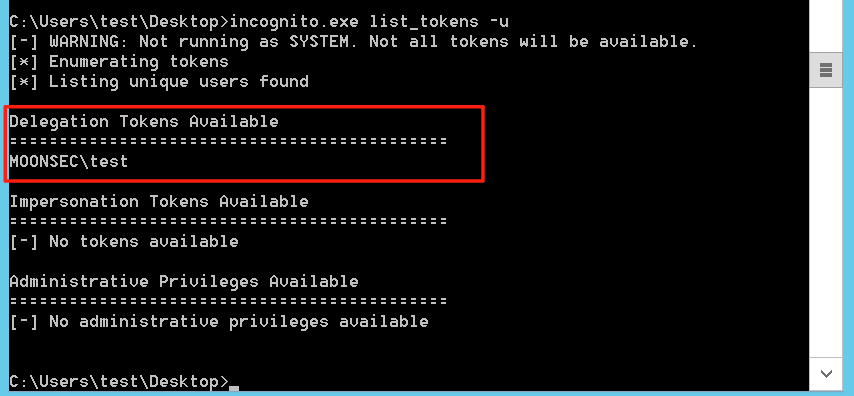 C:\Users\test\Desktop>incognito.exe list_tokens -u
[-] WARNING: Not running as SYSTEM. Not all tokens will be available.
[*] Enumerating tokens
[*] Listing unique users found
Delegation Tokens Available
============================================
MOONSEC\test
Impersonation Tokens Available
============================================
[-] No tokens available
Administrative Privileges Available
============================================
[-] No administrative privileges available
C:\Users\test\Desktop>_